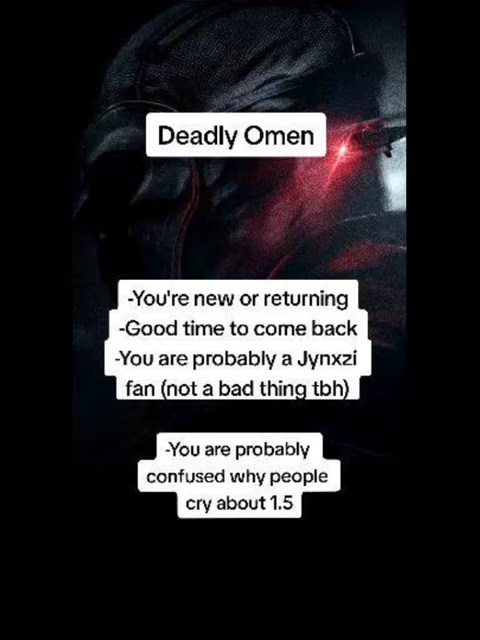 Deadly Omen
-You're new or returning
-Good time to come back
-You are probably a Jynxzi
fan (not a bad thing tbh)
-You are probably
confused why people
cry about 1.5